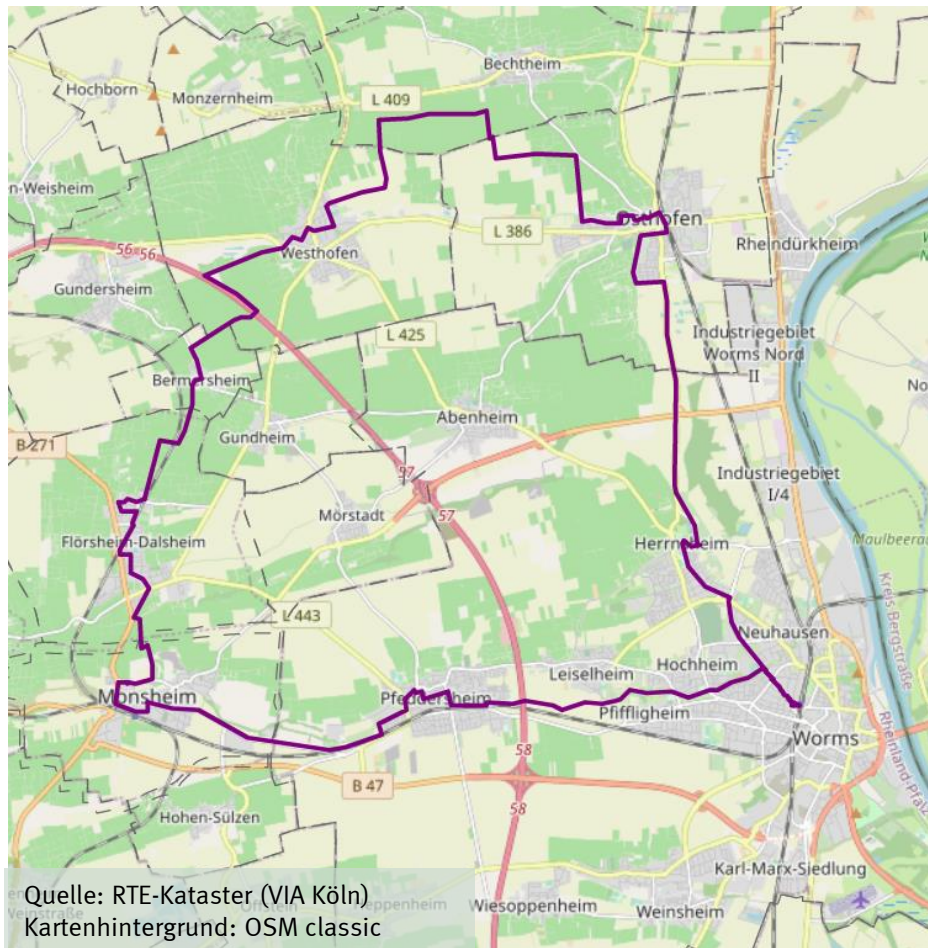 Bechtheim
Hochborn
Monzernheim
L 409
en-Weisheim
Osthofen
L 386
Rheindürkheim
56 56
Westhofen
Gundersheim
Industriegebiet
Worms Nord
II
L 425
Bermersheim
Abenheim
Gundheim
B 271
97
Industriegebiet
I/4
57
Mörstadt
Flörsheim-Dalsheim
Herrnsheim
Maulbeerau
Kreis Bergstraße
L 443
Neuhausen
Hochheim
Leiselheim
Monsheim
Pfeddersheim
Pfiffligheim
Rheinland-Pfalz
Worms
58
B 47
58
Hohen-Sülzen
Karl-Marx-Siedlung
Quelle: RTE-Kataster (VIA Köln)
Wiesoppenheim
Weinsheim
Kartenhintergrund: OSM classic